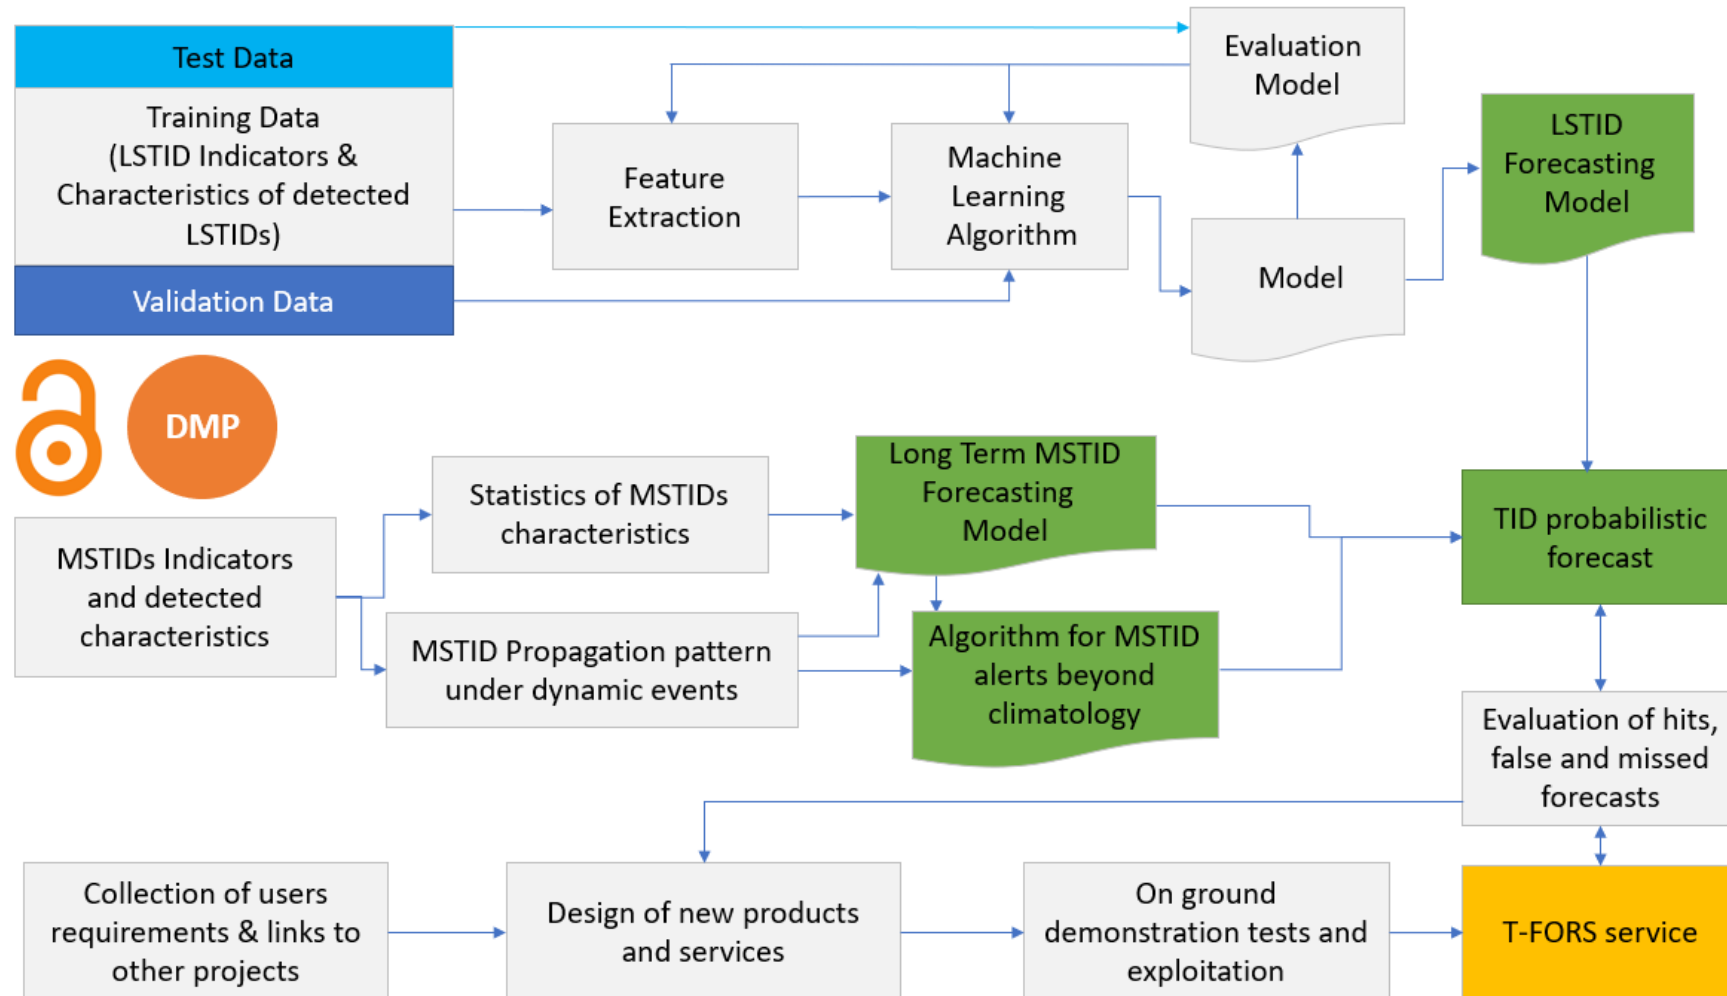 Test Data
Training Data
(LSTID Indicators &
Characteristics of detected
LSTIDs)
Validation Data
Feature
Extraction
Machine
Learning
Algorithm
Evaluation
Model
Model
LSTID
Forecasting
Model
DMP
MSTIDs Indicators
and detected
characteristics
Statistics of MSTIDs
characteristics
MSTID Propagation pattern
under dynamic events
Long Term MSTID
Forecasting
Model
Algorithm for MSTID
alerts beyond
climatology
TID probabilistic
forecast
Evaluation of hits,
false and missed
forecasts
Collection of users
requirements & links to
other projects
Design of new products
and services
On ground
demonstration tests and
exploitation
T-FORS service